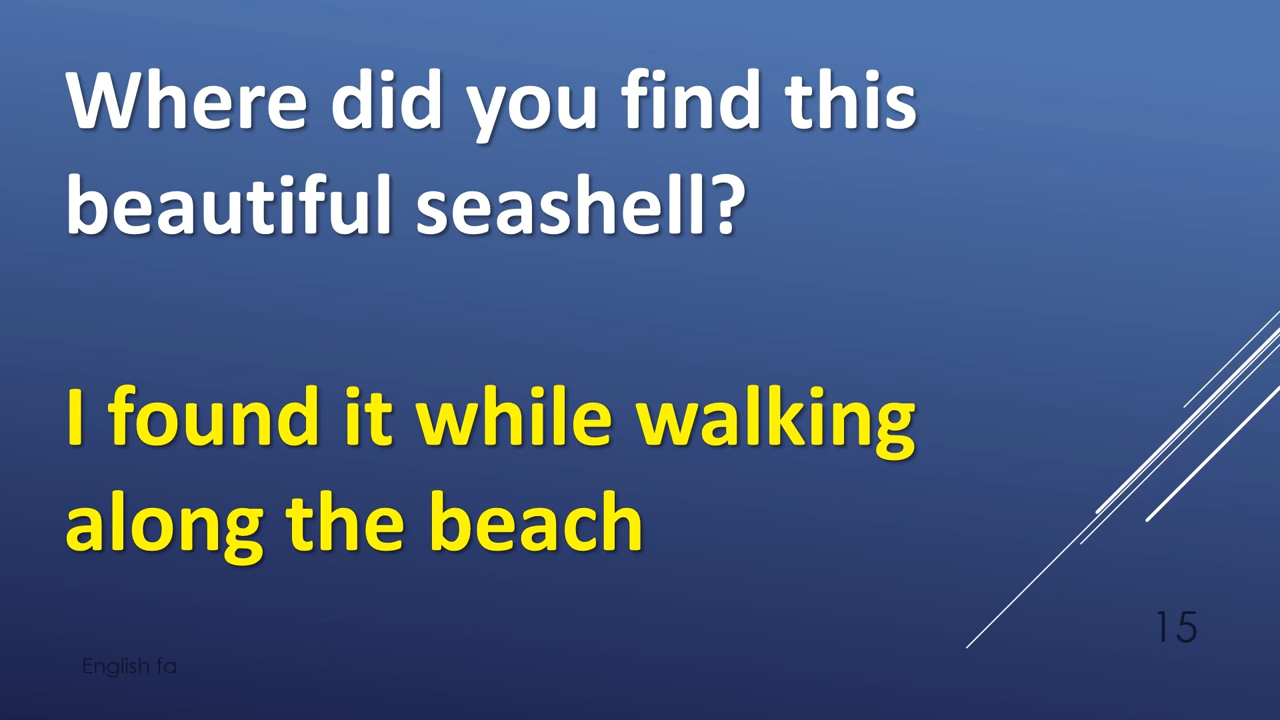 Where did you find this
beautiful seashell?
I found it while walking
along the beach
15
English fa